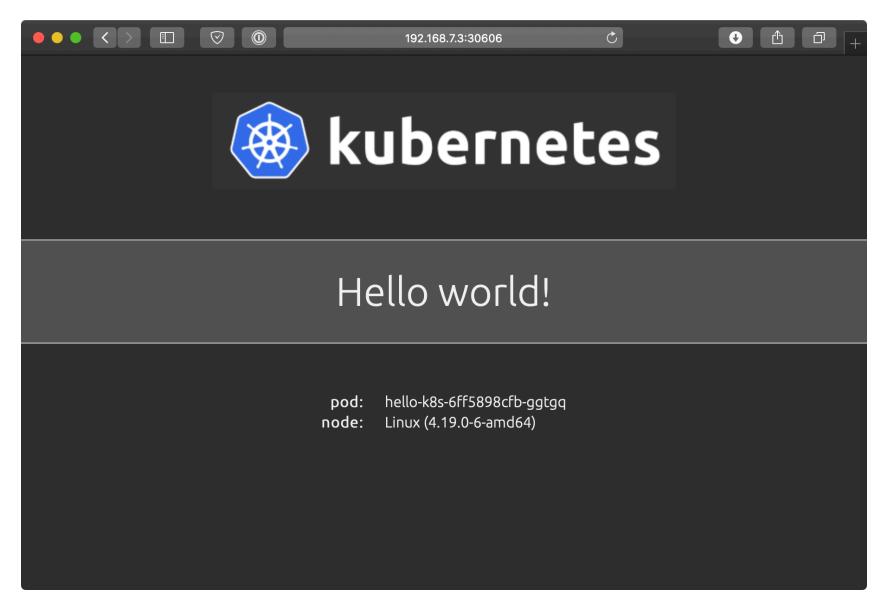 192.168.7.3:30606
kubernetes
Hello world!
pod: hello-k8s-6ff5898cfb-ggtgq
node: Linux (4.19.0-6-amd64)